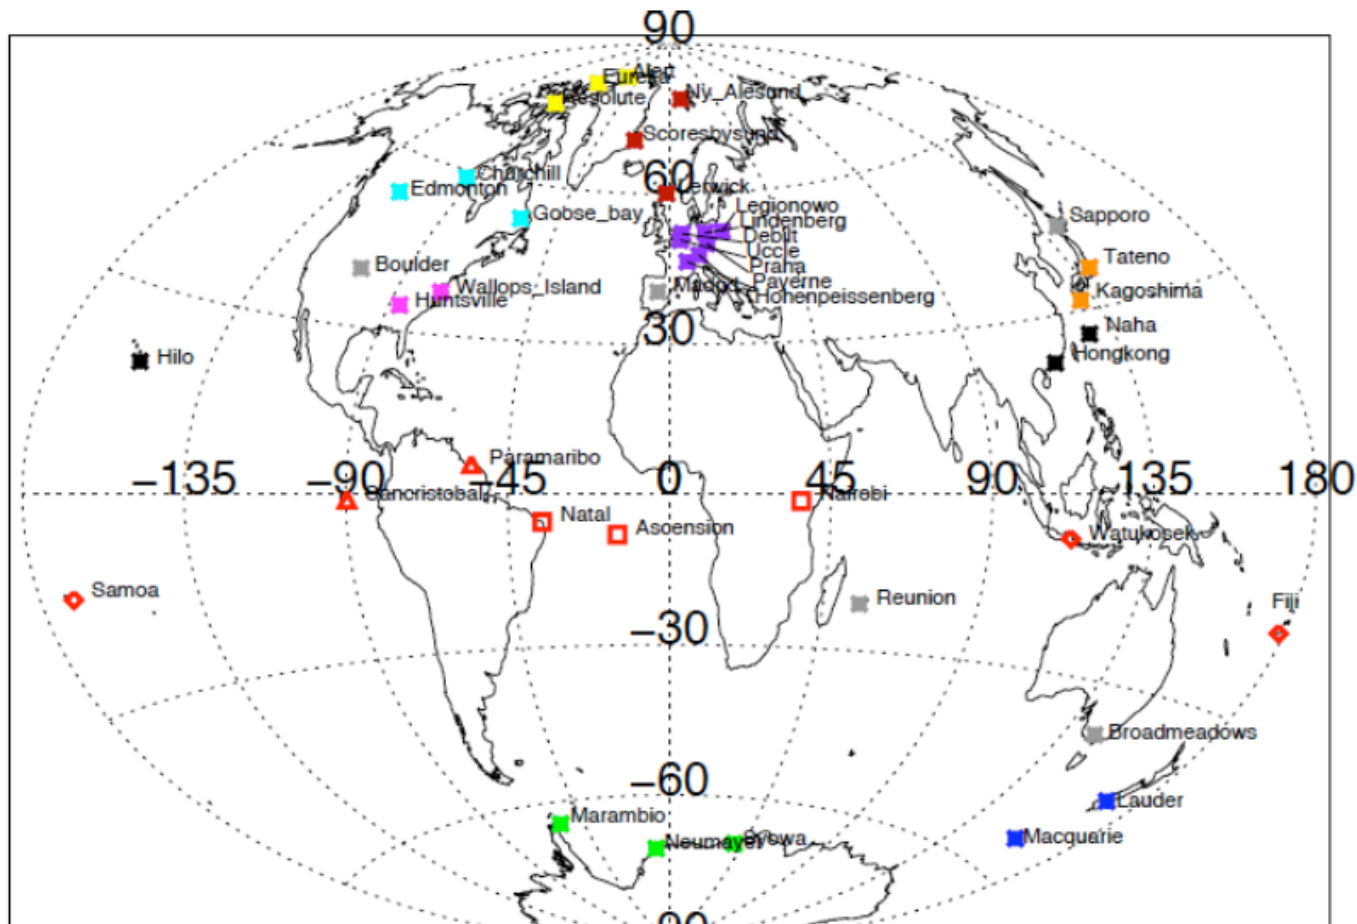 90
Eureka
Alert
Resolute
Ny_Alesund
Scoresbysund
60
Churchill
Edmonton
Lerwick
Gobse_bay
Legionowo
Lindenberg
Debilt
Uccle
Praha
Payerne
Hohenpeissenberg
Sapporo
Boulder
Tateno
Wallops_Island
Huntsville
Madrid
Kagoshima
30
Naha
Hilo
Hongkong
Paramaribo
−135
−90
−45
0
45
90
135
180
Sancristobal
Nairobi
Natal
Asoension
Watukosek
Samoa
Reunion
Fiji
−30
Broadmeadows
−60
Lauder
Marambio
Neumayer
Syowa
Macquarie